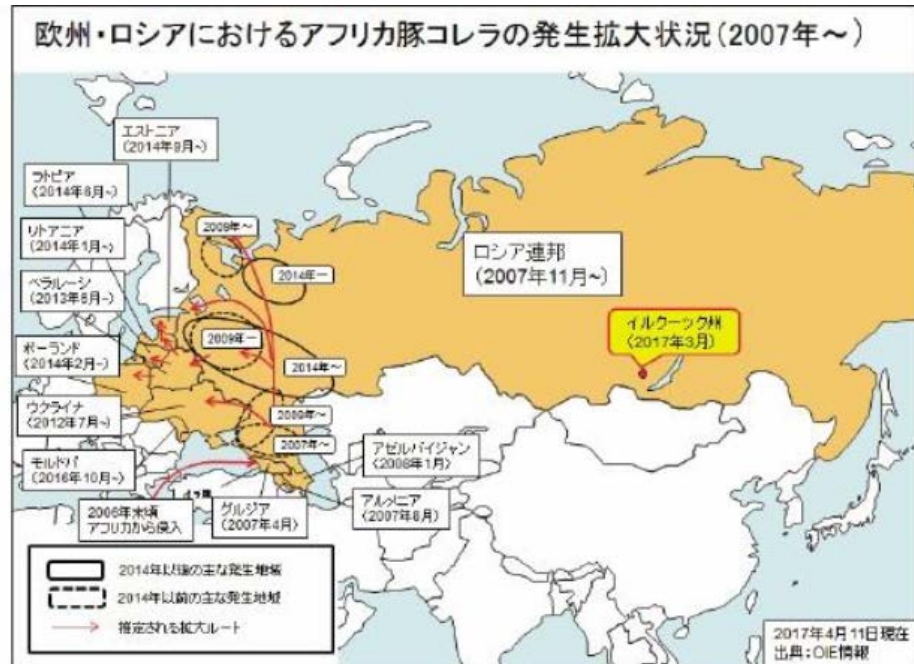 欧州・ロシアにおけるアフリカ豚コレラの発生拡大状況(2007年～)
エストニア
(2014年9月~)
ラトビア
(2014年6月~)
リトアニア
(2014年1月~)
ベラルーシ
(2013年6月~)
ポーランド
(2014年2月~)
ウクライナ
(2012年7月~)
モルドバ
(2016年10月~)
2009年～
2014年ー
2009年ー
2014年～
2009年～
2007年～
ロシア連邦
(2007年11月~)
イルクーツク州
(2017年3月)
アゼルバイジャン
(2008年1月)
アルメニア
(2007年8月)
グルジア
(2007年4月)
2006年末頃
アフリカから侵入
2014年以後の主な発生地域
2014年以前の主な発生地域
推定される拡大ルート
2017年4月11日現在
出典:OIE情報